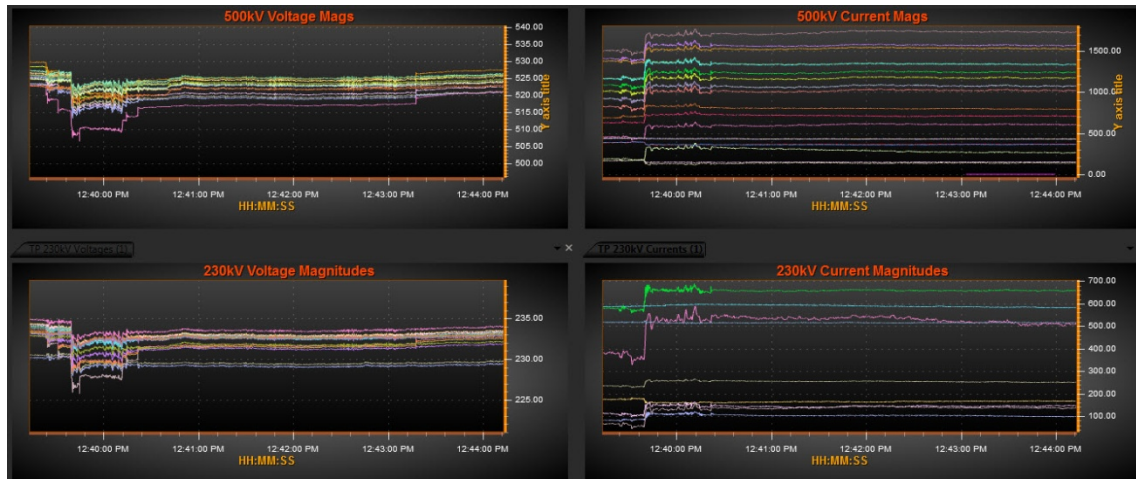 500kV Voltage Mags
540.00
535.00
530.00
525.00
520.00
515.00
510.00
505.00
500.00
Y axis title
12:40:00 PM 12:41:00 PM 12:42:00 PM 12:43:00 PM 12:44:00 PM
HH:MM:SS
500kV Current Mags
1500.00
1000.00
500.00
0.00
Y axis title
12:40:00 PM 12:41:00 PM 12:42:00 PM 12:43:00 PM 12:44:00 PM
HH:MM:SS
TP 230kV Voltages (1)
230kV Voltage Magnitudes
235.00
230.00
225.00
12:40:00 PM 12:41:00 PM 12:42:00 PM 12:43:00 PM 12:44:00 PM
HH:MM:SS
TP 230kV Currents (1)
230kV Current Magnitudes
700.00
600.00
500.00
400.00
300.00
200.00
100.00
12:40:00 PM 12:41:00 PM 12:42:00 PM 12:43:00 PM 12:44:00 PM
HH:MM:SS